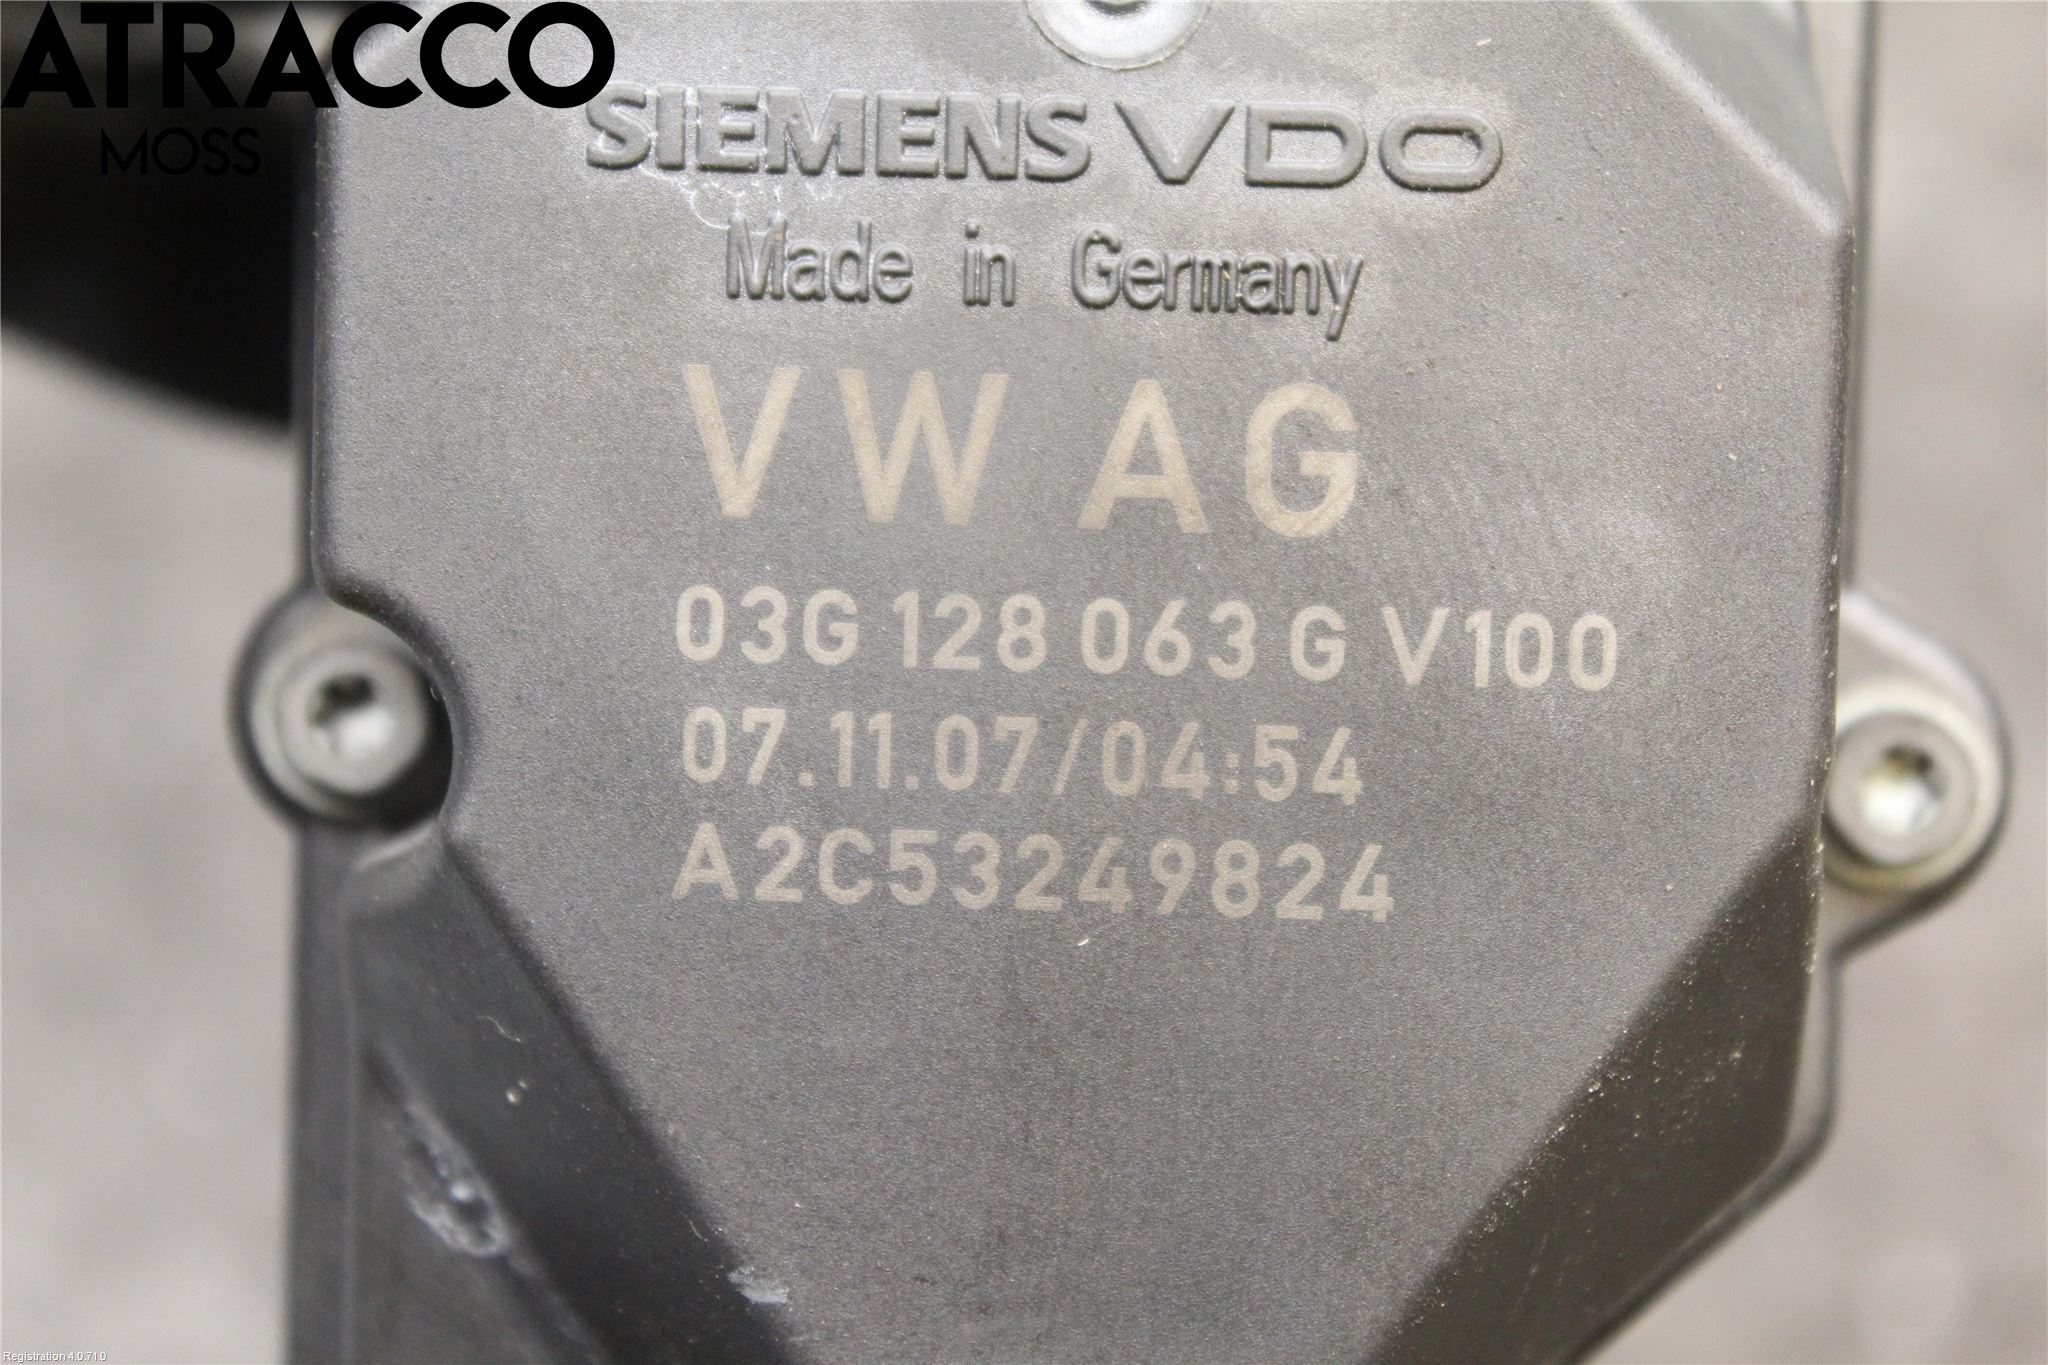 ATRACCO
MOSS
SIEMENS VDO
Made in Germany
VW AG
03G 128 063 G V100
07.11.07/04:54
A2C53249824
Registration 4.0.71.0